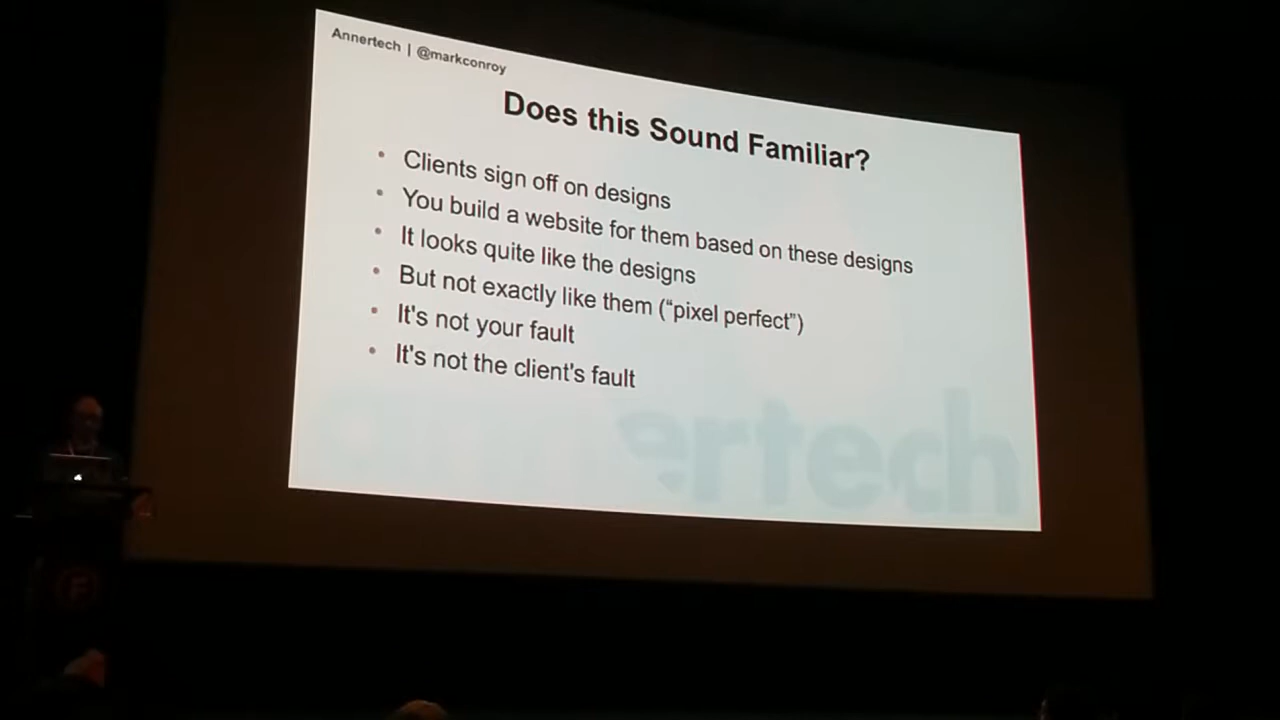 Annertech | @markconroy
Does this Sound Familiar?
• Clients sign off on designs
• You build a website for them based on these designs
• It looks quite like the designs
• But not exactly like them (“pixel perfect”)
• It's not your fault
• It's not the client's fault
annertech